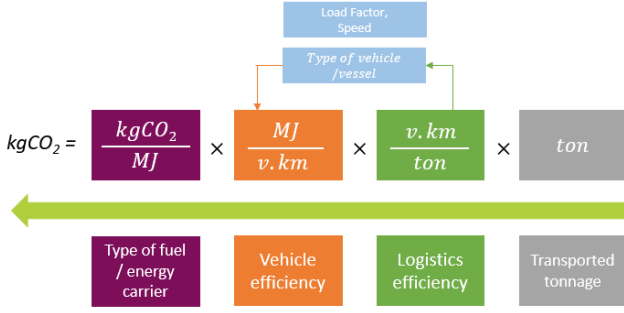 Load Factor,
Speed
Type of vehicle
/vessel
kgCO₂ = kgCO₂/MJ × MJ/v.km × v.km/ton × ton
Type of fuel
/ energy
carrier
Vehicle
efficiency
Logistics
efficiency
Transported
tonnage